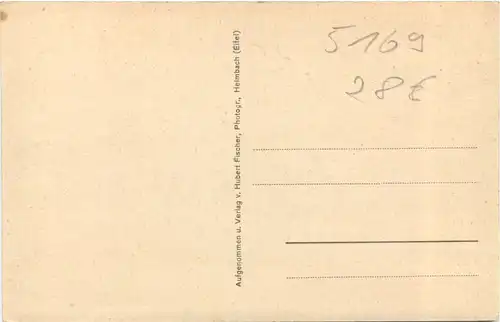 5169
28 €
Aufgenommen u. Verlag v. Hubert Fischer, Photogr., Heimbach (Eifel)